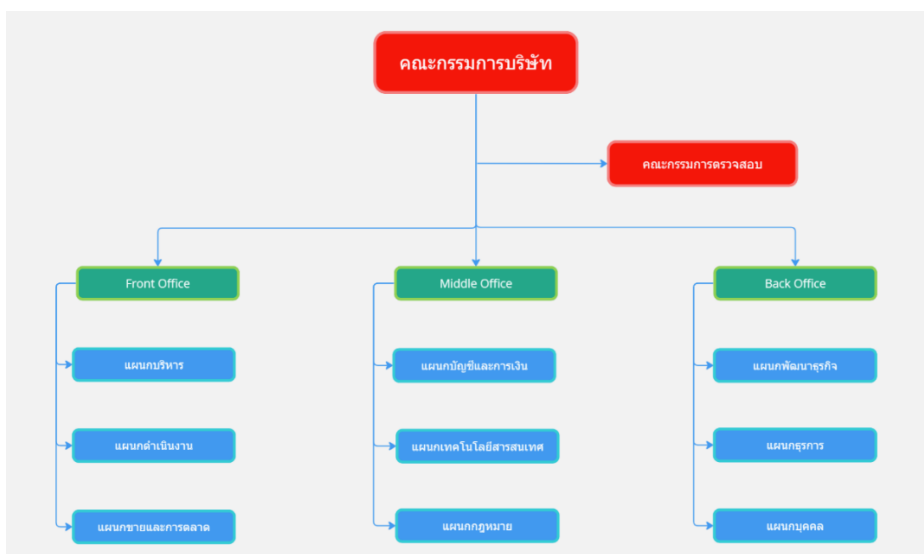 คณะกรรมการบริษัท
คณะกรรมการตรวจสอบ
Front Office
Middle Office
Back Office
แผนกบริหาร
แผนกบัญชีและการเงิน
แผนกพัฒนาธุรกิจ
แผนกดำเนินงาน
แผนกเทคโนโลยีสารสนเทศ
แผนกธุรการ
แผนกขายและการตลาด
แผนกกฎหมาย
แผนกบุคคล